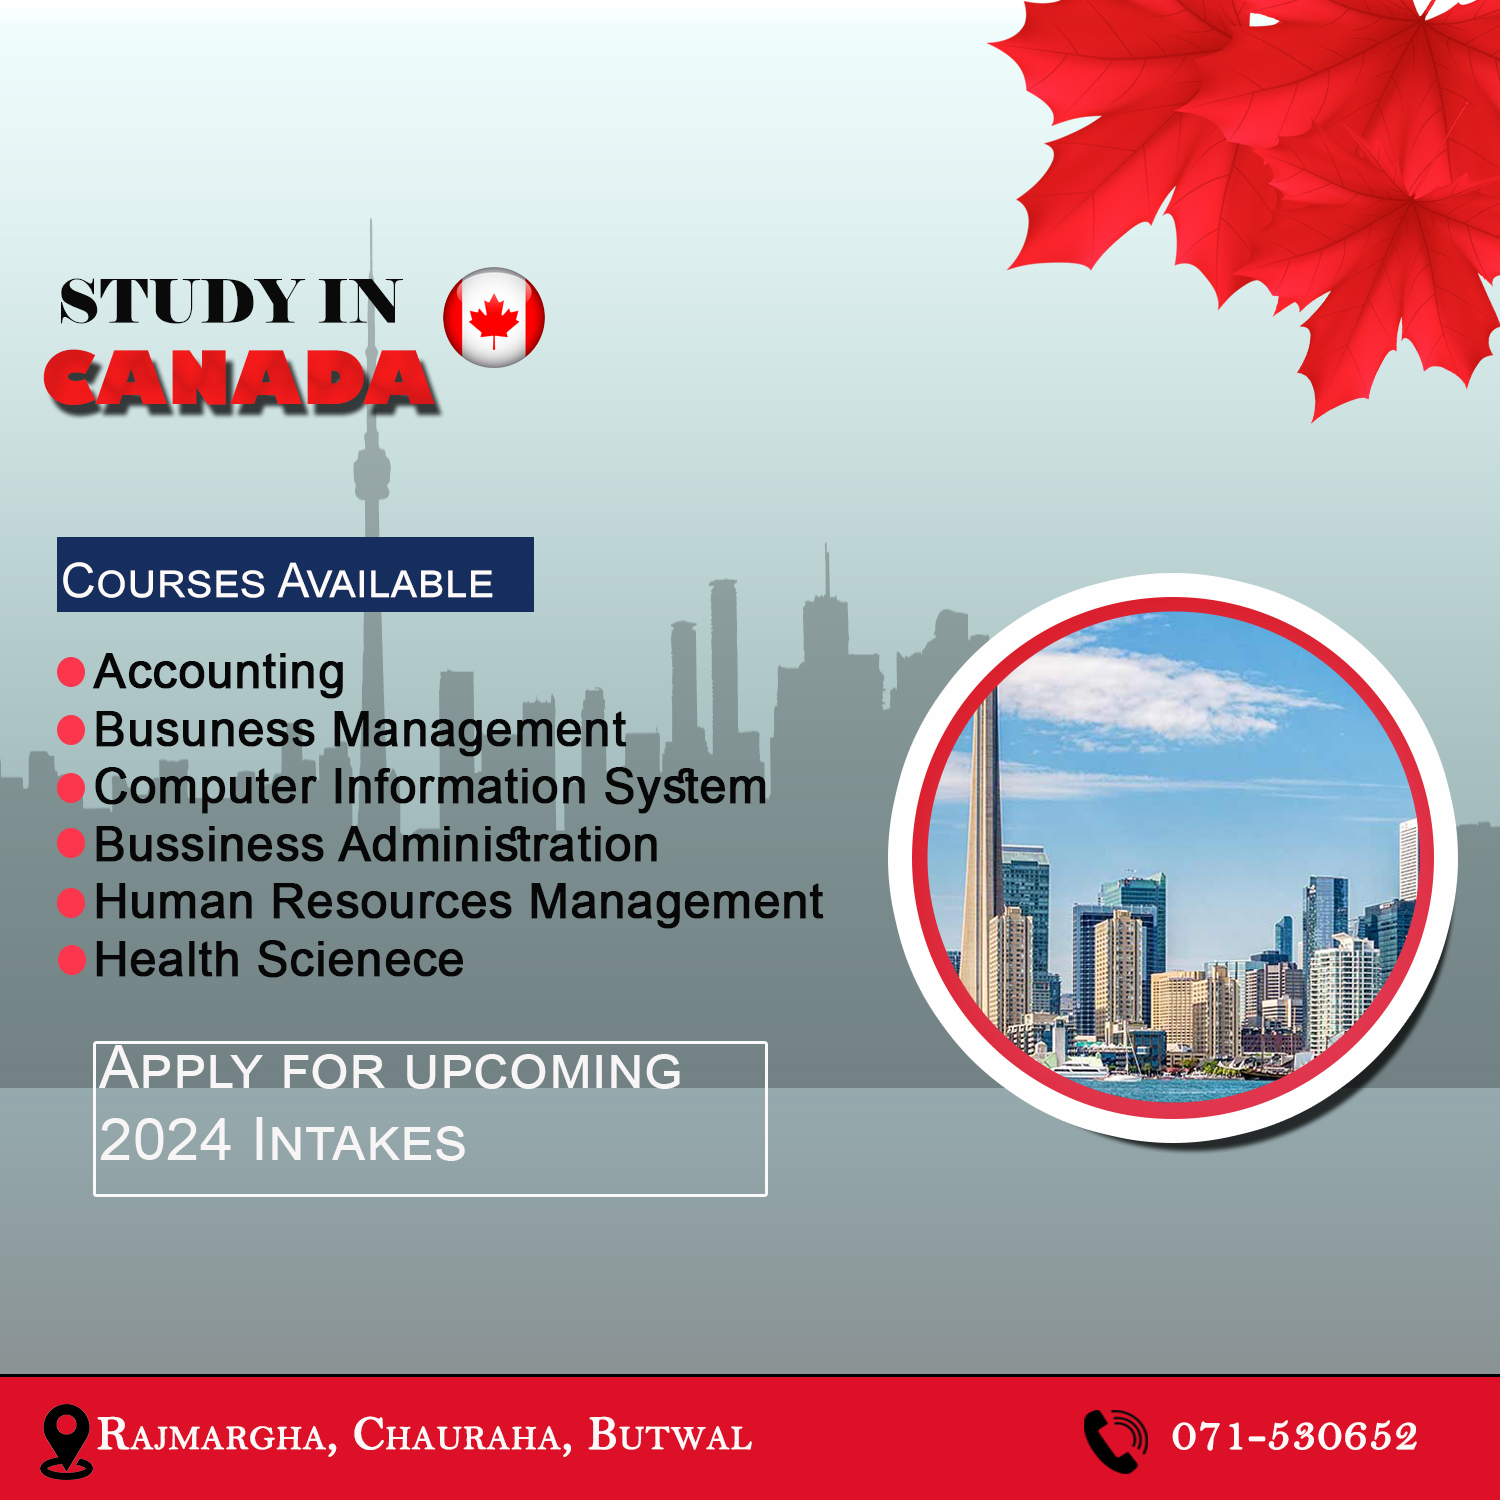 STUDY IN
CANADA
Courses Available
Accounting
Busuness Management
Computer Information System
Bussiness Administration
Human Resources Management
Health Scienece
Apply for upcoming
2024 Intakes
Rajmargha, Chauraha, Butwal
071-530652